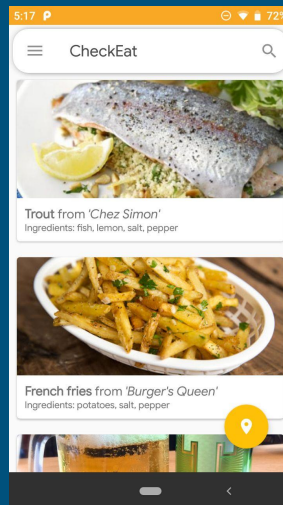 5:17 P 72%
CheckEat
Trout from 'Chez Simon'
Ingredients: fish, lemon, salt, pepper
French fries from 'Burger's Queen'
Ingredients: potatoes, salt, pepper